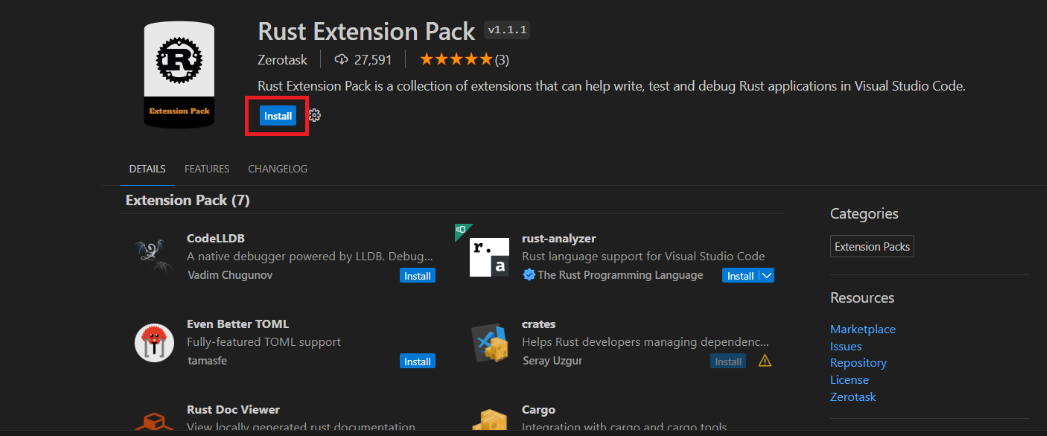 Rust Extension Pack v1.1.1
Zerotask 27,591 (3)
Rust Extension Pack is a collection of extensions that can help write, test and debug Rust applications in Visual Studio Code.
R
Extension Pack
Install
DETAILS FEATURES CHANGELOG
Extension Pack (7)
CodeLLDB
A native debugger powered by LLDB. Debug...
Vadim Chugunov Install
r.
a
rust-analyzer
Rust language support for Visual Studio Code
The Rust Programming Language Install
Even Better TOML
Fully-featured TOML support
tamasfe Install
crates
Helps Rust developers managing dependenc...
Seray Uzgur Install
Rust Doc Viewer
View locally generated rust documentation
Cargo
Integration with cargo and cargo tools
Categories
Extension Packs
Resources
Marketplace
Issues
Repository
License
Zerotask